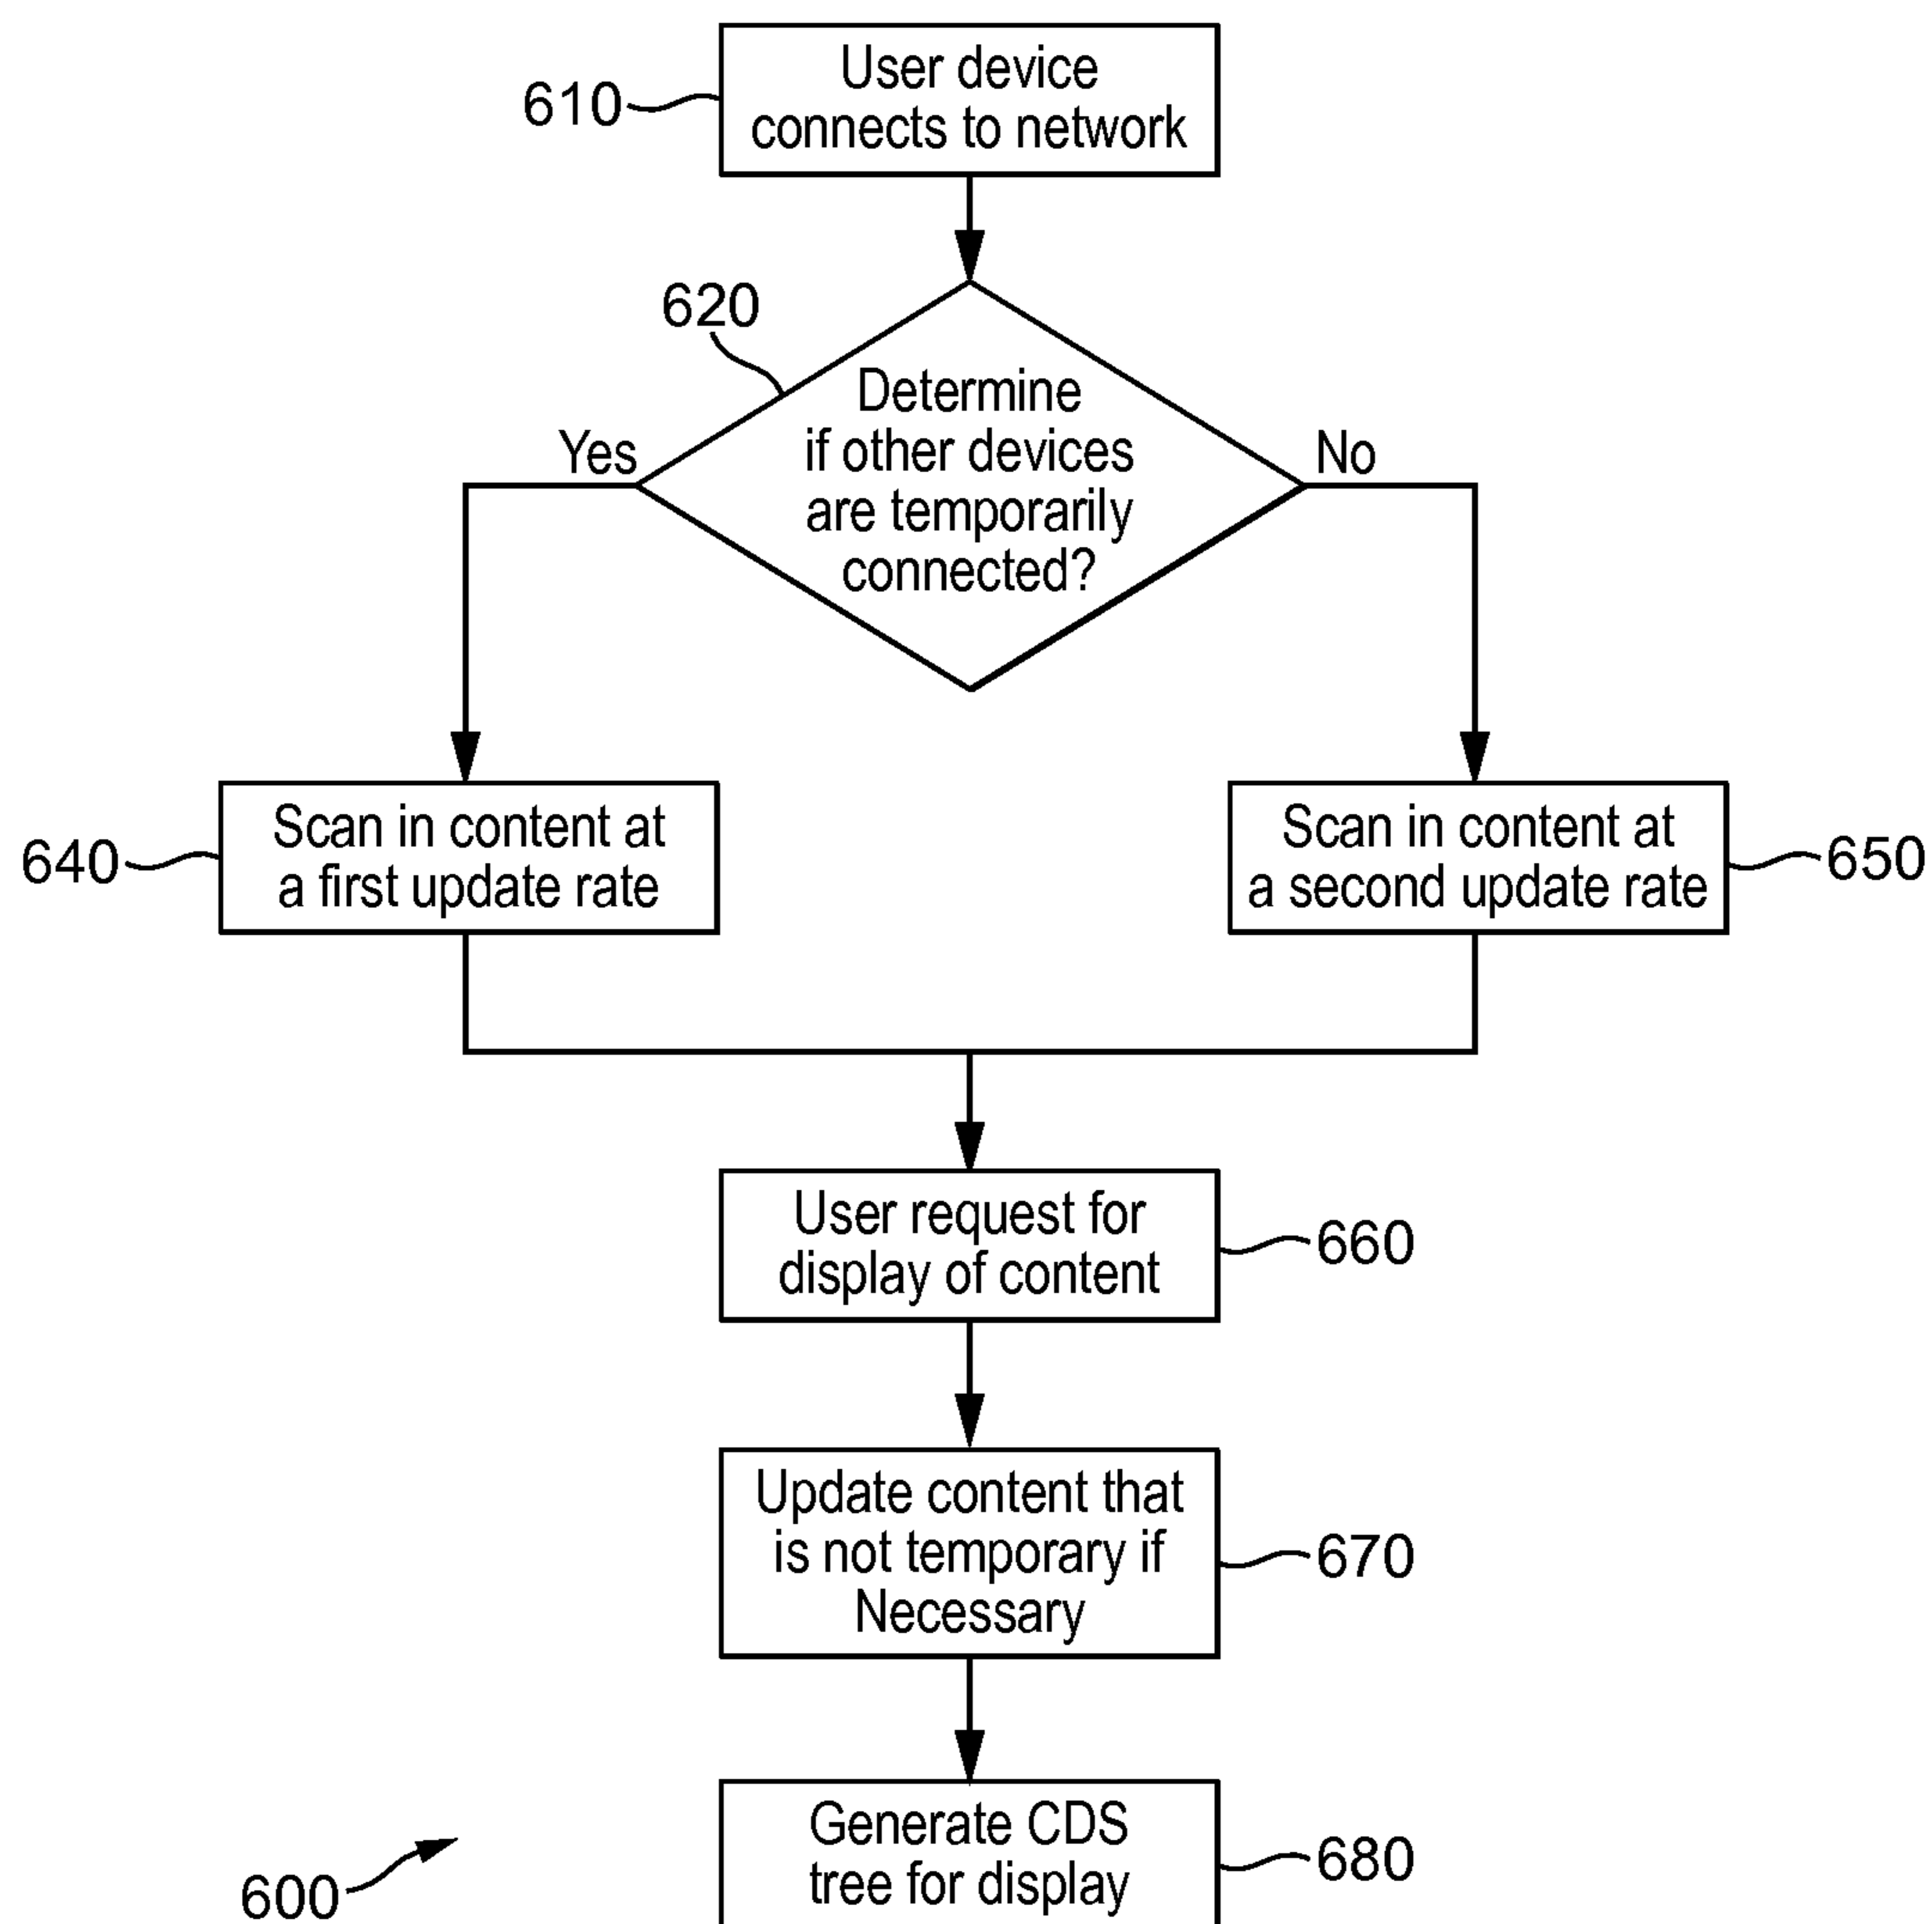 User device
connects to network
610
620
Determine
if other devices
are temporarily
connected?
Yes
No
Scan in content at
a first update rate
640
Scan in content at
a second update rate
650
User request for
display of content
660
Update content that
is not temporary if
Necessary
670
Generate CDS
tree for display
680
600